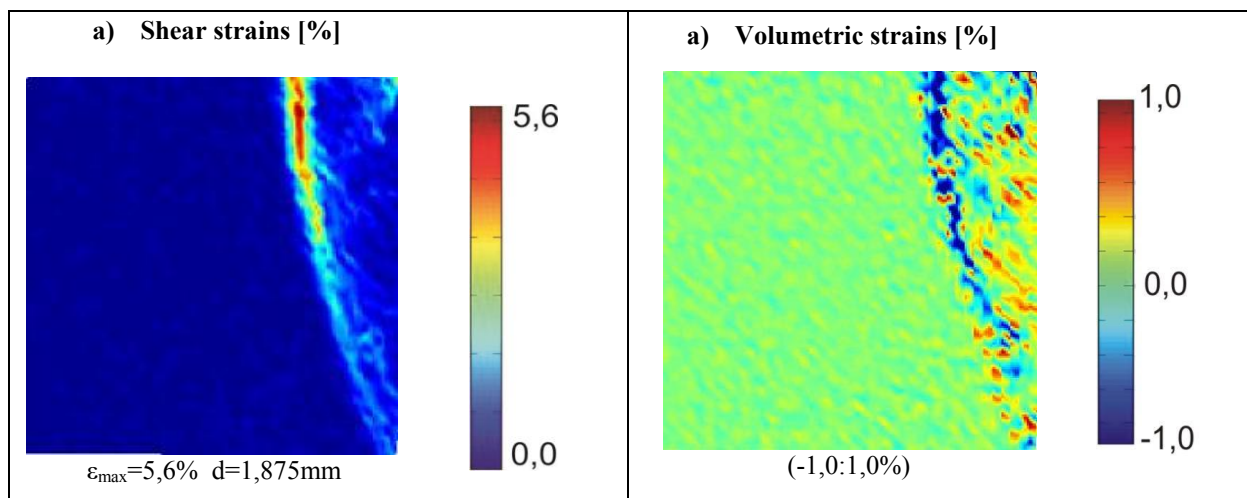 a) Shear strains [%]
5,6
0,0
εmax=5,6% d=1,875mm
a) Volumetric strains [%]
1,0
0,0
-1,0
(-1,0:1,0%)